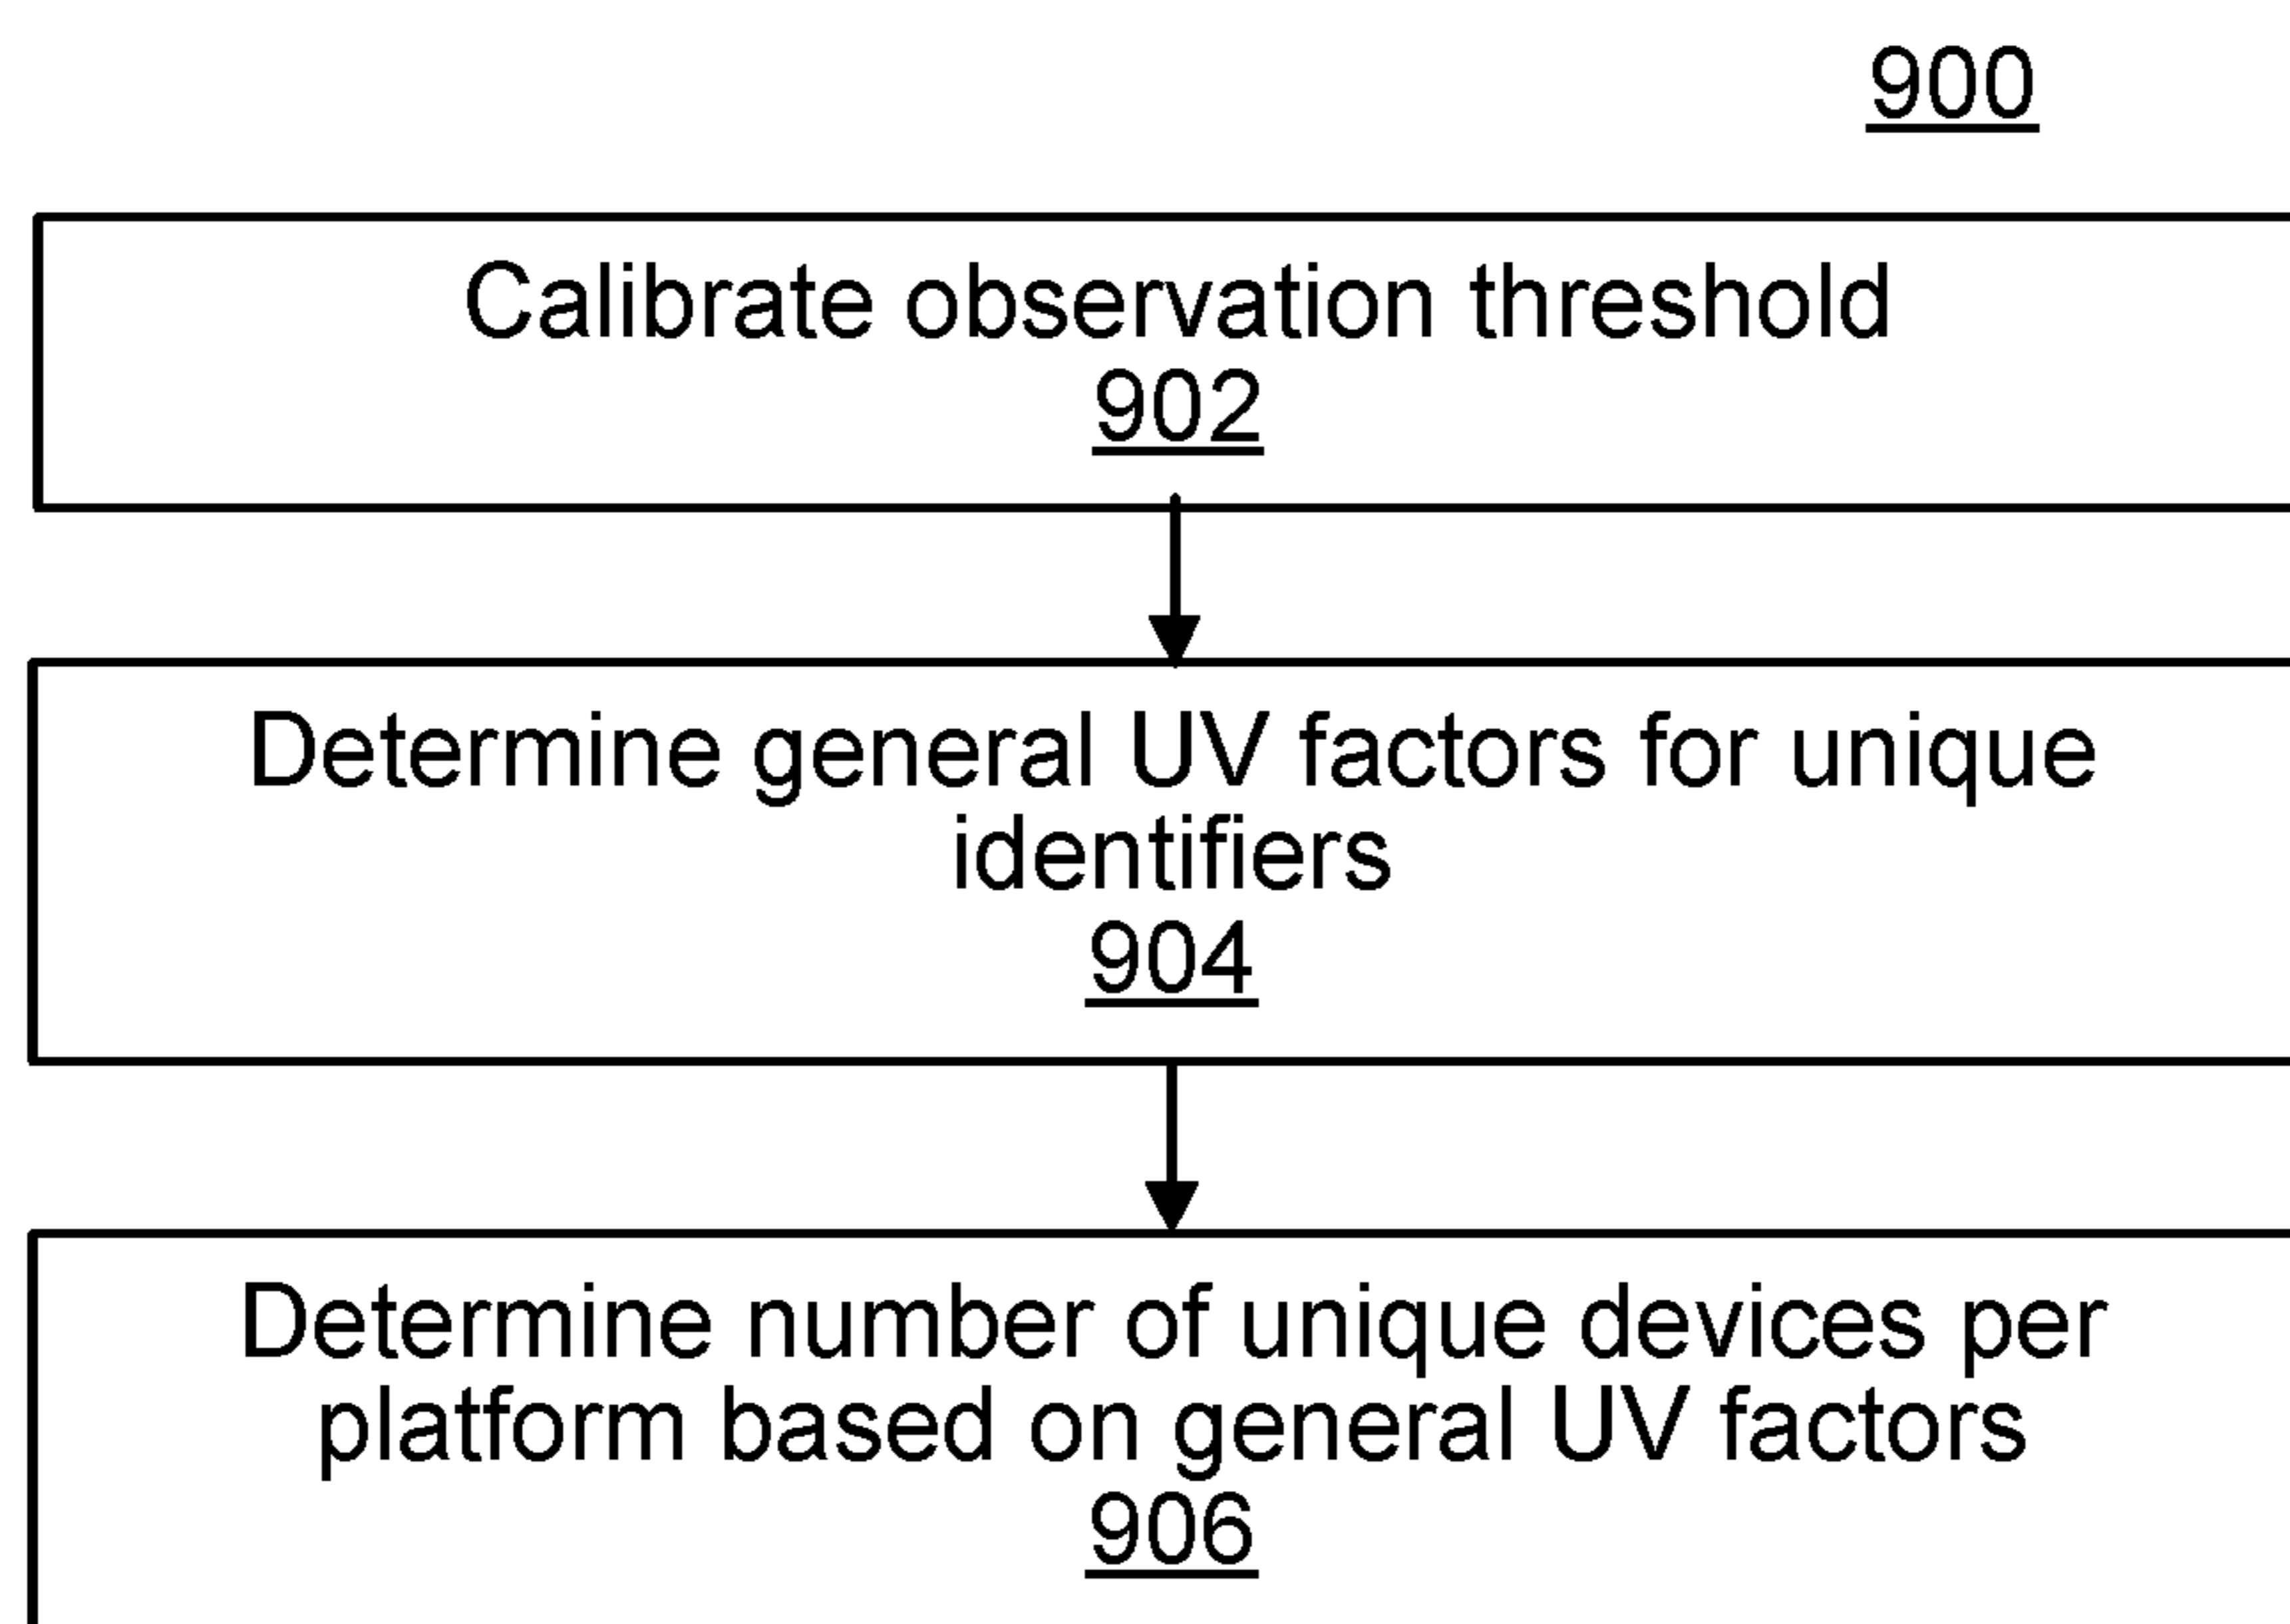 900
Calibrate observation threshold
902
Determine general UV factors for unique
identifiers
904
Determine number of unique devices per
platform based on general UV factors
906